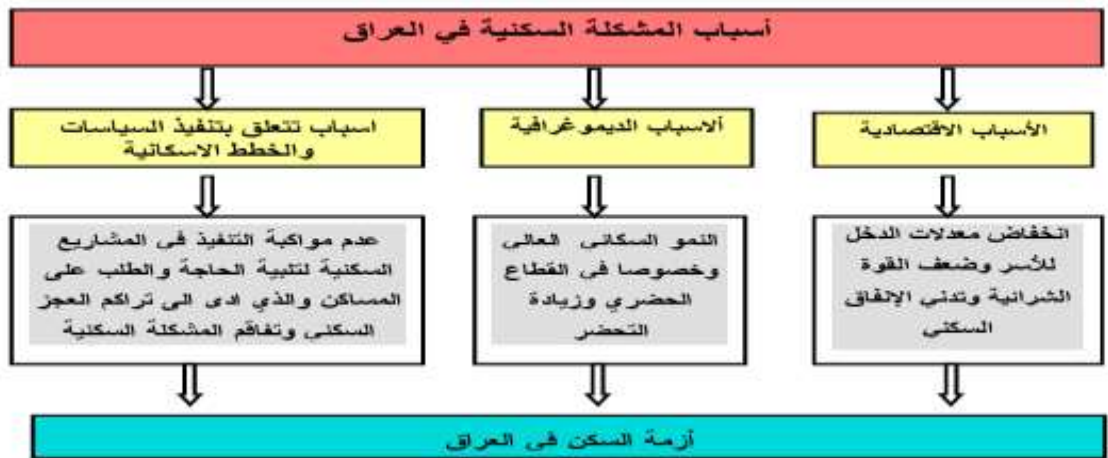 أسباب المشكلة السكنية في العراق
الأسباب الاقتصادية
ألاسباب الديموغرافية
اسباب تتعلق بتنفيذ السياسات
والخطط الاسكانية
انخفاض معدلات الدخل
للأسر وضعف القوة
الشرائية وتدني الإنفاق
السكني
النمو السكانى العالى
وخصوصا فى القطاع
الحضري وزيادة
التحضر
عدم مواكبة التنفيذ فى المشاريع
السكنية لتلبية الحاجة والطلب على
المساكن والذي ادى الى تراكم العجز
السكنى وتفاقم المشكلة السكنية
أزمة السكن فى العراق